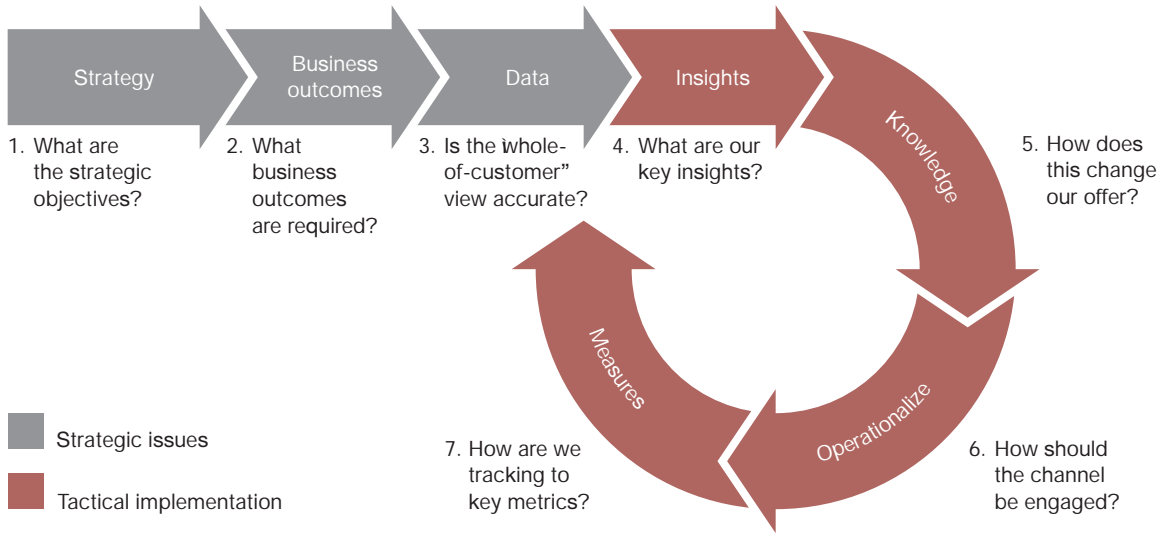 Strategy
Business
outcomes
Data
Insights
Knowledge
Operationalize
Measures
1. What are
the strategic
objectives?
2. What
business
outcomes
are required?
3. Is the whole-
of-customer”
view accurate?
4. What are our
key insights?
5. How does
this change
our offer?
6. How should
the channel
be engaged?
7. How are we
tracking to
key metrics?
Strategic issues
Tactical implementation